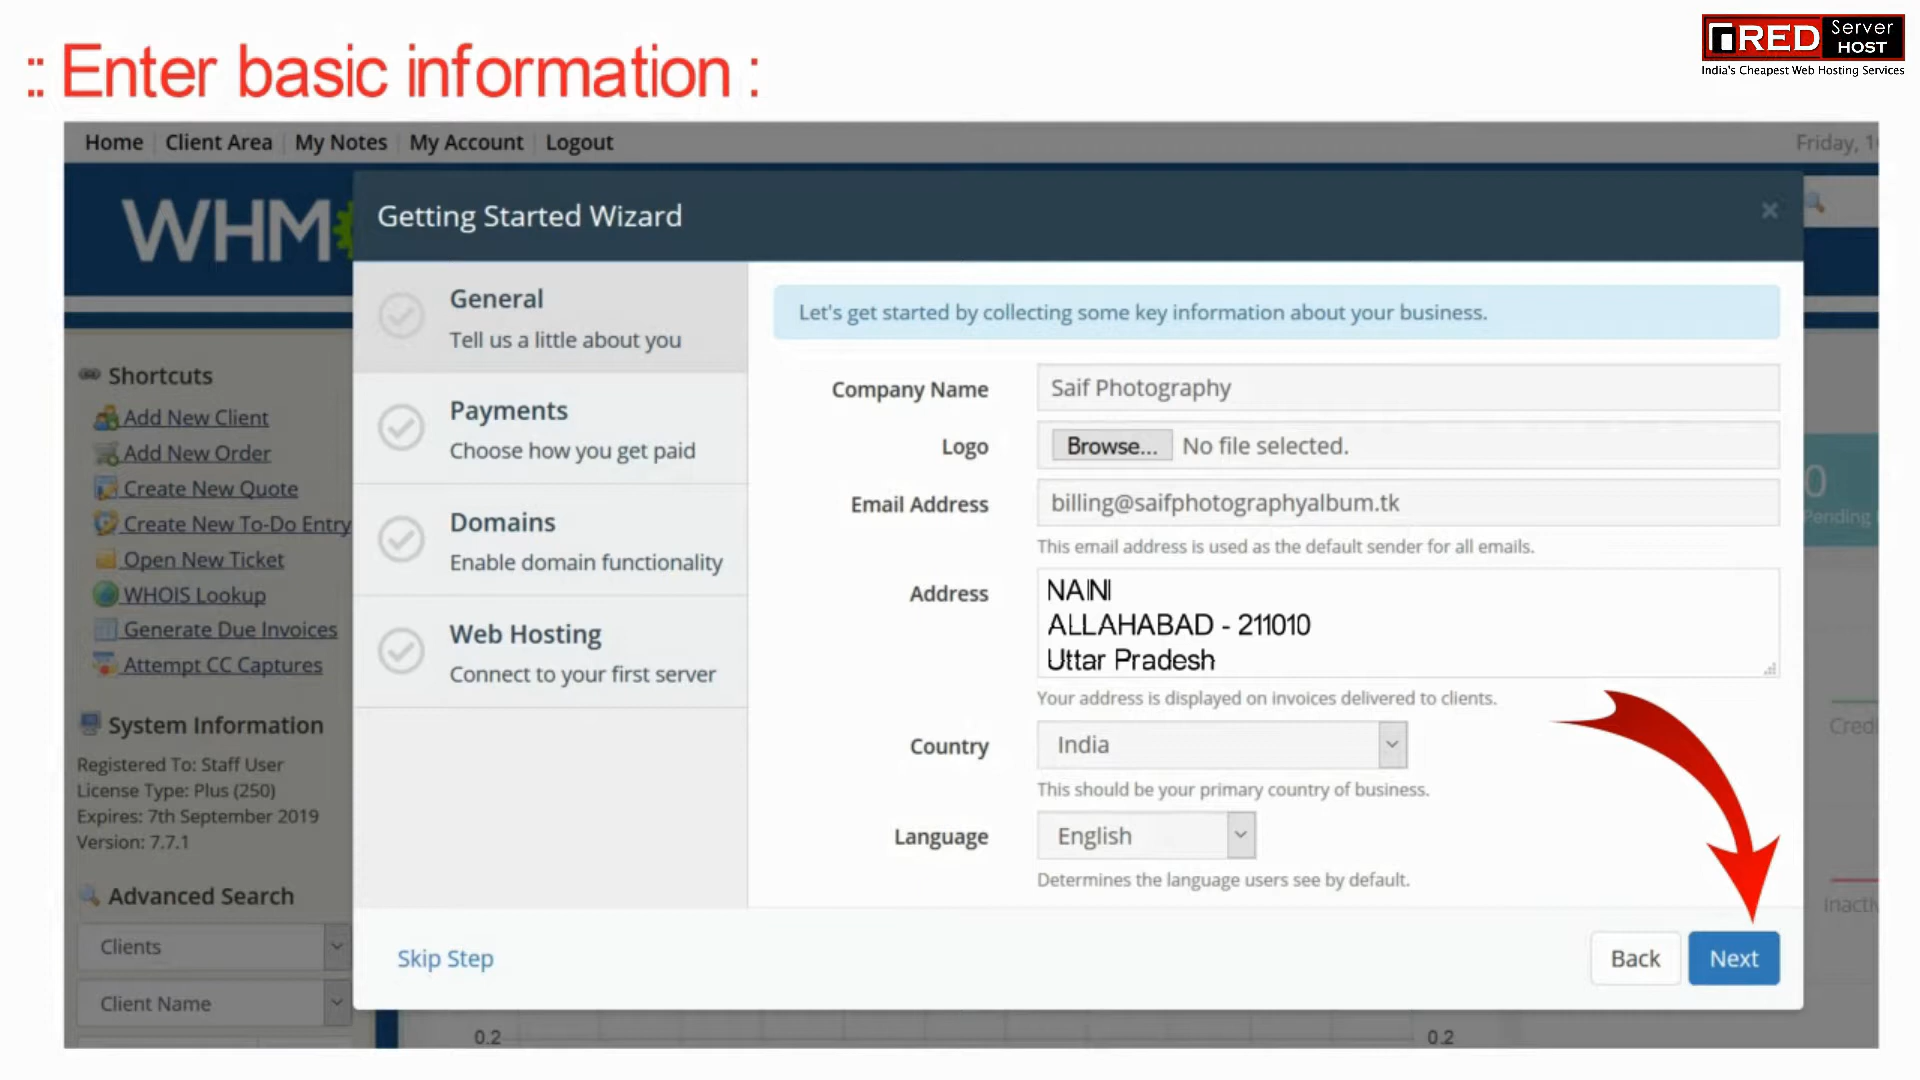 :: Enter basic information :
RED Server HOST
India's Cheapest Web Hosting Services
Home Client Area My Notes My Account Logout
Friday,
WHM
Getting Started Wizard
×
General
Tell us a little about you
Payments
Choose how you get paid
Domains
Enable domain functionality
Web Hosting
Connect to your first server
Let's get started by collecting some key information about your business.
Company Name Saif Photography
Logo Browse... No file selected.
Email Address billing@saifphotographyalbum.tk
This email address is used as the default sender for all emails.
Address NAINI
ALLAHABAD - 211010
Uttar Pradesh
Your address is displayed on invoices delivered to clients.
Country India
This should be your primary country of business.
Language English
Determines the language users see by default.
Skip Step
Back Next
Shortcuts
Add New Client
Add New Order
Create New Quote
Create New To-Do Entry
Open New Ticket
WHOIS Lookup
Generate Due Invoices
Attempt CC Captures
System Information
Registered To: Staff User
License Type: Plus (250)
Expires: 7th September 2019
Version: 7.7.1
Advanced Search
Clients
Client Name
0
Pending
0.2 0.2